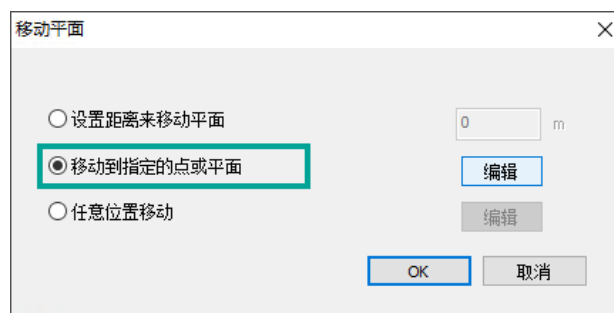 移动平面
设置距离来移动平面 0 m
移动到指定的点或平面 编辑
任意位置移动 编辑
OK 取消